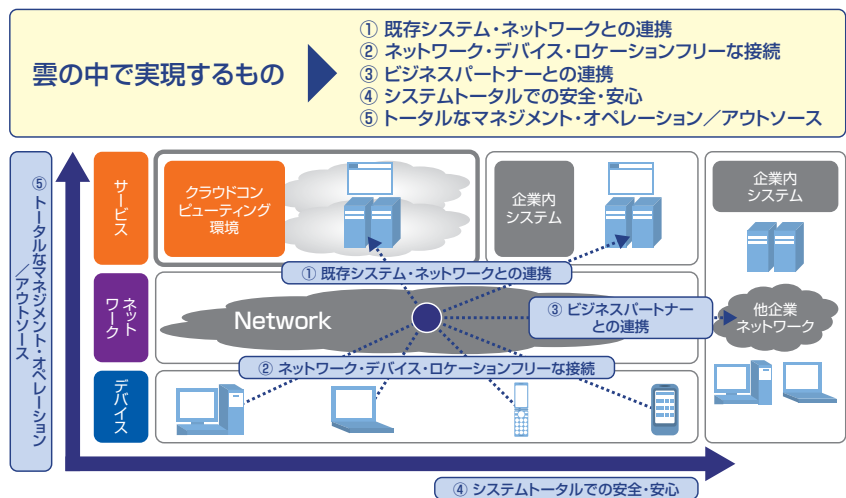 雲の中で実現するもの
① 既存システム・ネットワークとの連携
② ネットワーク・デバイス・ロケーションフリーな接続
③ ビジネスパートナーとの連携
④ システムトータルでの安全・安心
⑤ トータルなマネジメント・オペレーション／アウトソース
⑤ トータルなマネジメント・オペレーション
／アウトソース
サービス
クラウドコン
ピューティング
環境
企業内
システム
企業内
システム
① 既存システム・ネットワークとの連携
ネット
ワーク
Network
③ ビジネスパートナー
との連携
他企業
ネットワーク
② ネットワーク・デバイス・ロケーションフリーな接続
デバイス
④ システムトータルでの安全・安心